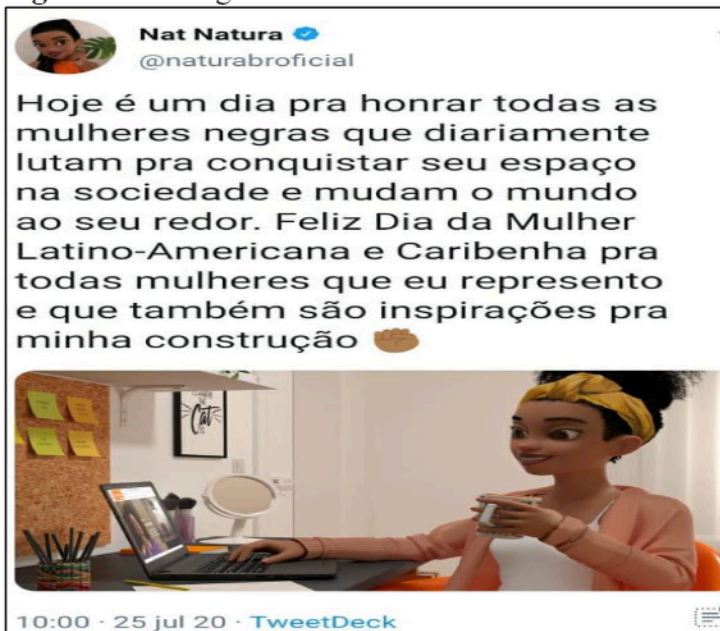 Nat Natura
@naturabroficial
Hoje é um dia pra honrar todas as
mulheres negras que diariamente
lutam pra conquistar seu espaço
na sociedade e mudam o mundo
ao seu redor. Feliz Dia da Mulher
Latino-Americana e Caribenha pra
todas mulheres que eu represento
e que também são inspirações pra
minha construção ✊🏾
Cat
10:00 · 25 jul 20 · TweetDeck